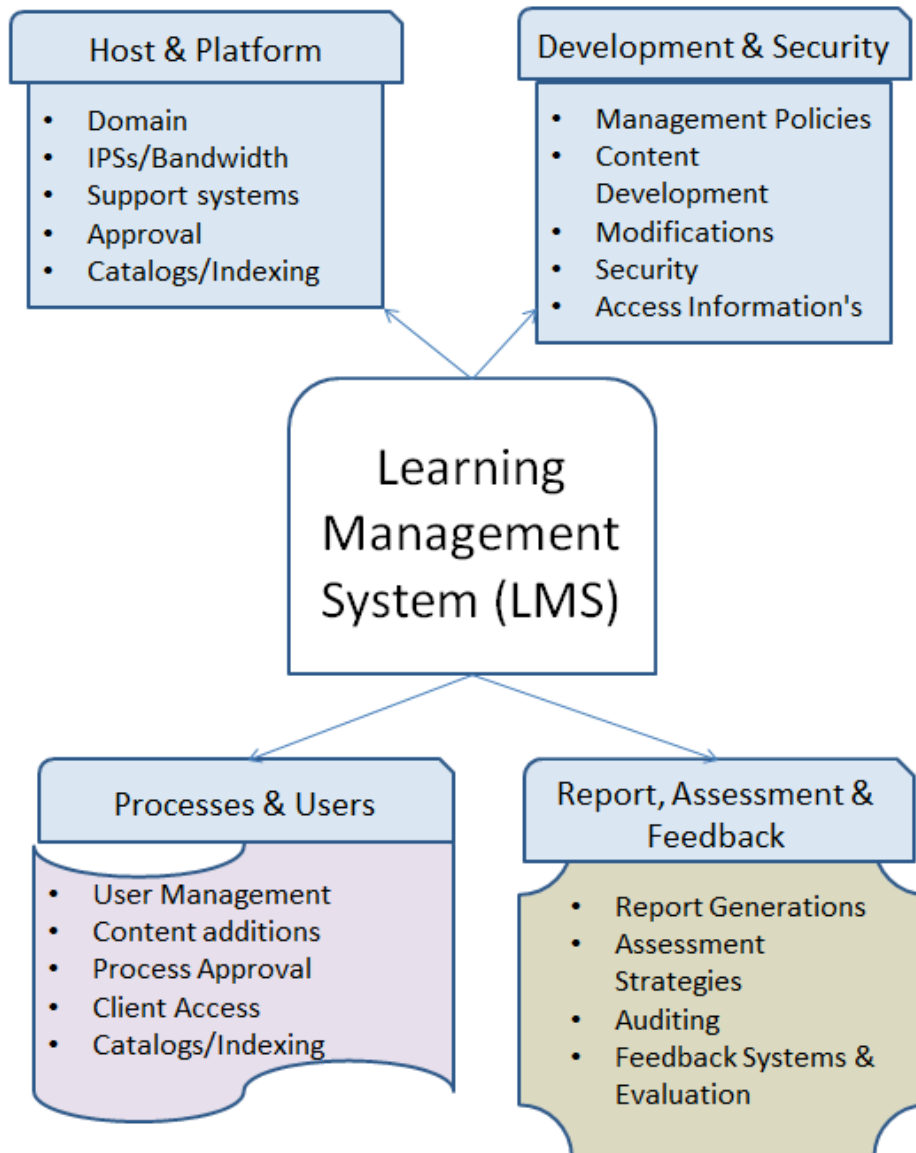 Host & Platform
• Domain
• IPSs/Bandwidth
• Support systems
• Approval
• Catalogs/Indexing
Development & Security
• Management Policies
• Content
Development
• Modifications
• Security
• Access Information's
Learning
Management
System (LMS)
Processes & Users
• User Management
• Content additions
• Process Approval
• Client Access
• Catalogs/Indexing
Report, Assessment &
Feedback
• Report Generations
• Assessment
Strategies
• Auditing
• Feedback Systems &
Evaluation